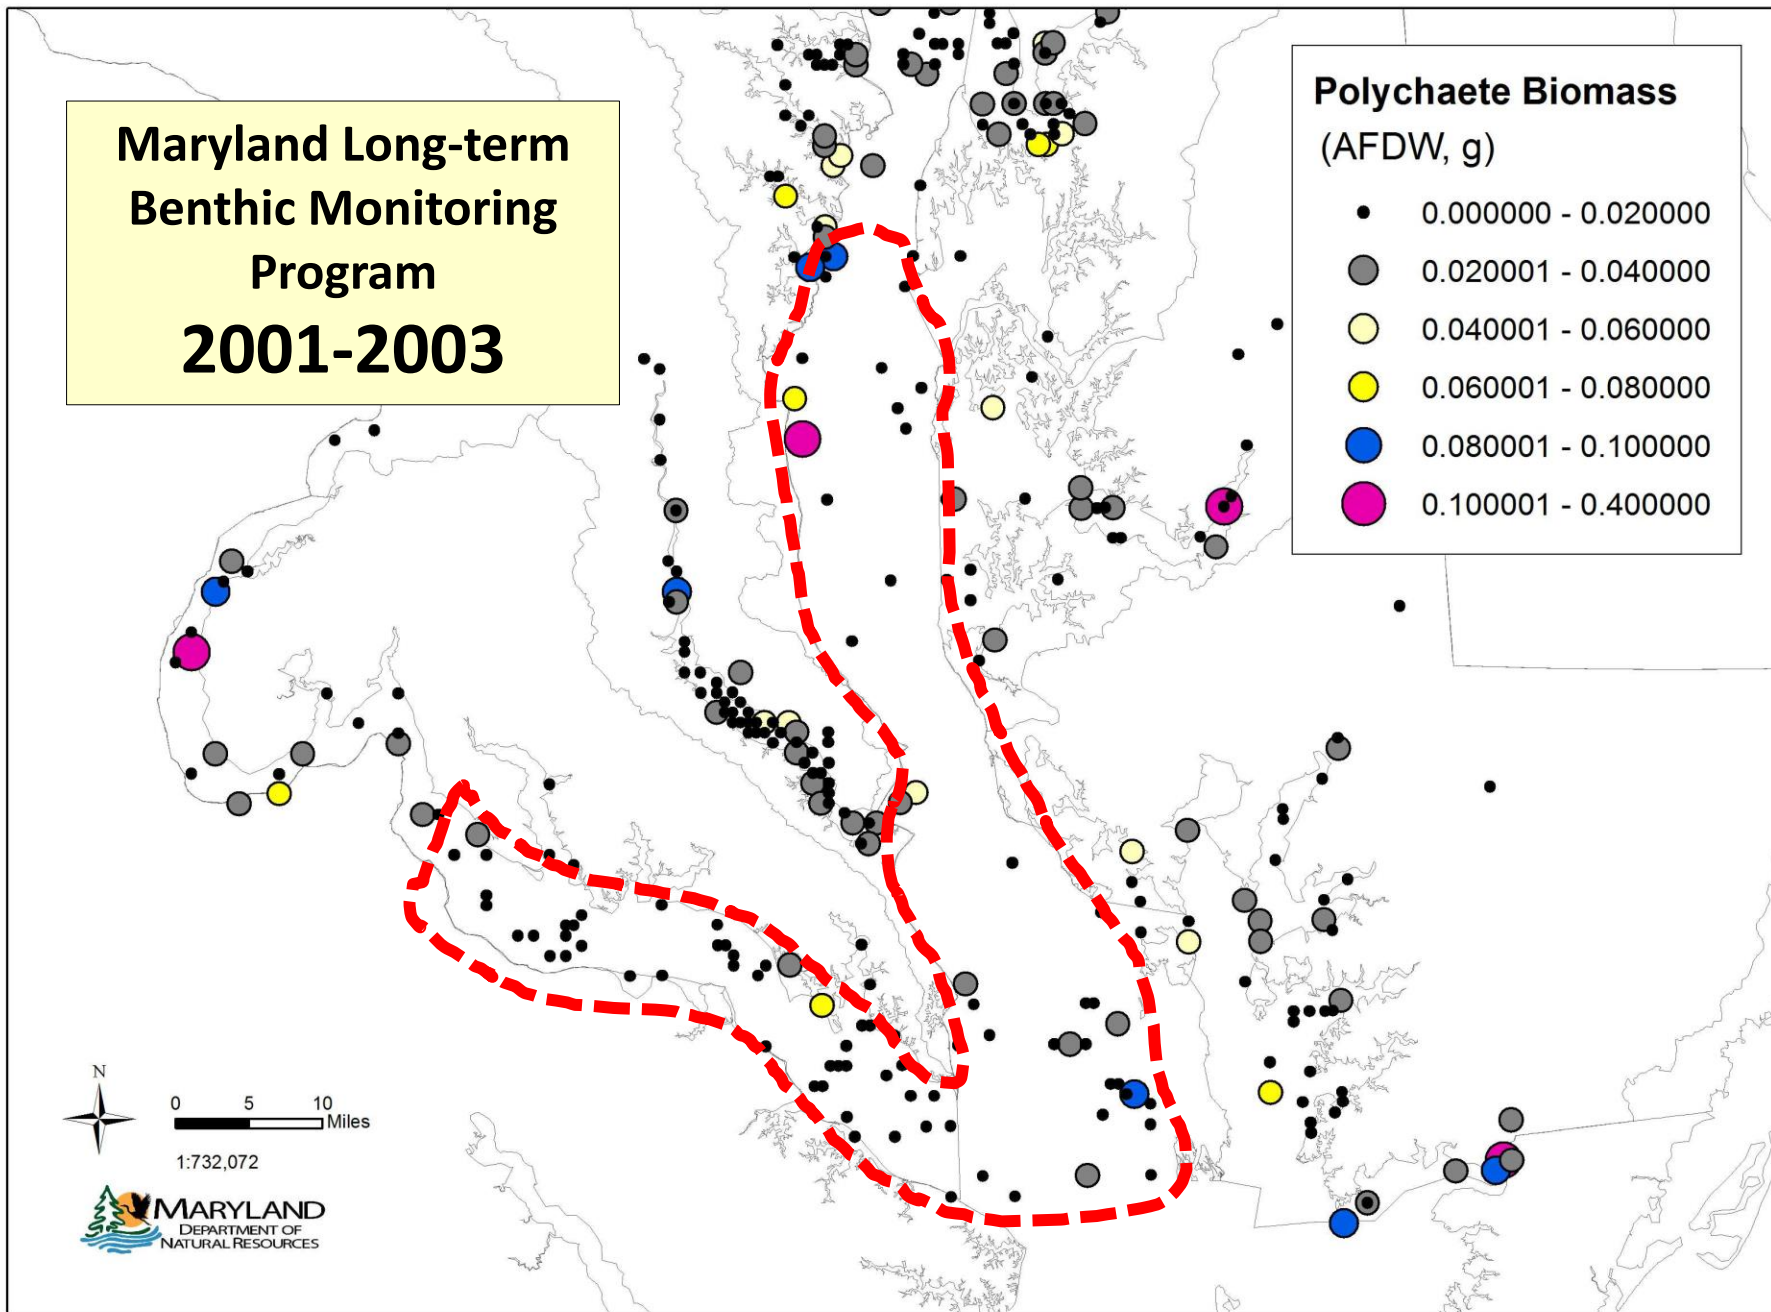 Maryland Long-term
Benthic Monitoring
Program
2001-2003
Polychaete Biomass
(AFDW, g)
0.000000 - 0.020000
0.020001 - 0.040000
0.040001 - 0.060000
0.060001 - 0.080000
0.080001 - 0.100000
0.100001 - 0.400000
N
0 5 10
Miles
1:732,072
MARYLAND
DEPARTMENT OF
NATURAL RESOURCES